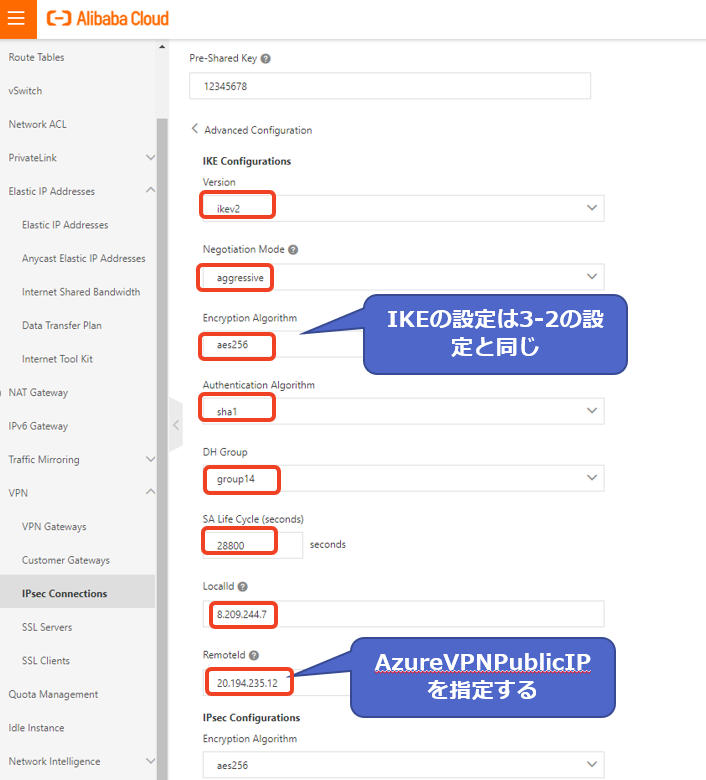 Alibaba Cloud
Route Tables
vSwitch
Network ACL
PrivateLink
Elastic IP Addresses
Elastic IP Addresses
Anycast Elastic IP Addresses
Internet Shared Bandwidth
Data Transfer Plan
Internet Tool Kit
NAT Gateway
IPv6 Gateway
Traffic Mirroring
VPN
VPN Gateways
Customer Gateways
IPsec Connections
SSL Servers
SSL Clients
Quota Management
Idle Instance
Network Intelligence
Pre-Shared Key
12345678
Advanced Configuration
IKE Configurations
Version
ikev2
Negotiation Mode
aggressive
Encryption Algorithm
aes256
IKEの設定は3-2の設
定と同じ
Authentication Algorithm
sha1
DH Group
group14
SA Life Cycle (seconds)
28800 seconds
LocalId
8.209.244.7
RemoteId
20.194.235.12
AzureVPNPublicIP
を指定する
IPsec Configurations
Encryption Algorithm
aes256